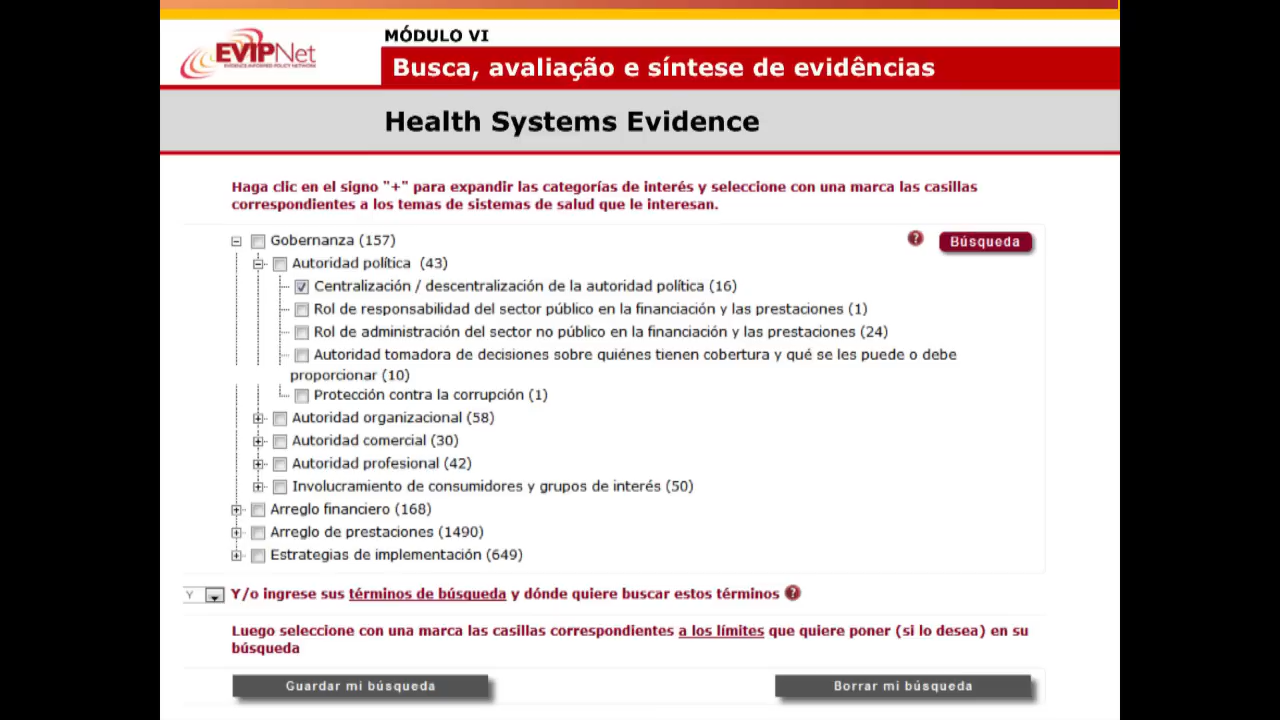 MÓDULO VI
EVIPNet
EVIDENCE-INFORMED POLICY NETWORK
Busca, avaliação e síntese de evidências
Health Systems Evidence
Haga clic en el signo "+" para expandir las categorías de interés y seleccione con una marca las casillas
correspondientes a los temas de sistemas de salud que le interesan.
Gobernanza (157)
? Búsqueda
Autoridad política (43)
Centralización / descentralización de la autoridad política (16)
Rol de responsabilidad del sector público en la financiación y las prestaciones (1)
Rol de administración del sector no público en la financiación y las prestaciones (24)
Autoridad tomadora de decisiones sobre quiénes tienen cobertura y qué se les puede o debe
proporcionar (10)
Protección contra la corrupción (1)
Autoridad organizacional (58)
Autoridad comercial (30)
Autoridad profesional (42)
Involucramiento de consumidores y grupos de interés (50)
Arreglo financiero (168)
Arreglo de prestaciones (1490)
Estrategias de implementación (649)
Y Y/o ingrese sus términos de búsqueda y dónde quiere buscar estos términos ?
Luego seleccione con una marca las casillas correspondientes a los límites que quiere poner (si lo desea) en su
búsqueda
Guardar mi búsqueda Borrar mi búsqueda